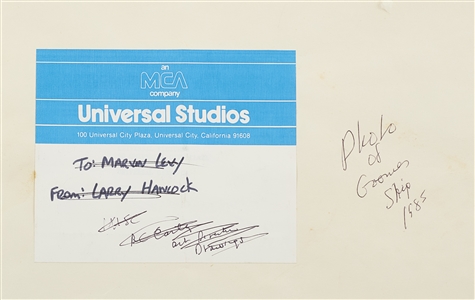 an
MCA
company
Universal Studios
100 Universal City Plaza, Universal City, California 91608
TO: MARVIN LEVY
FROM: LARRY HANCOCK
Drawings
Photo
of
Goonies
Ship
1985